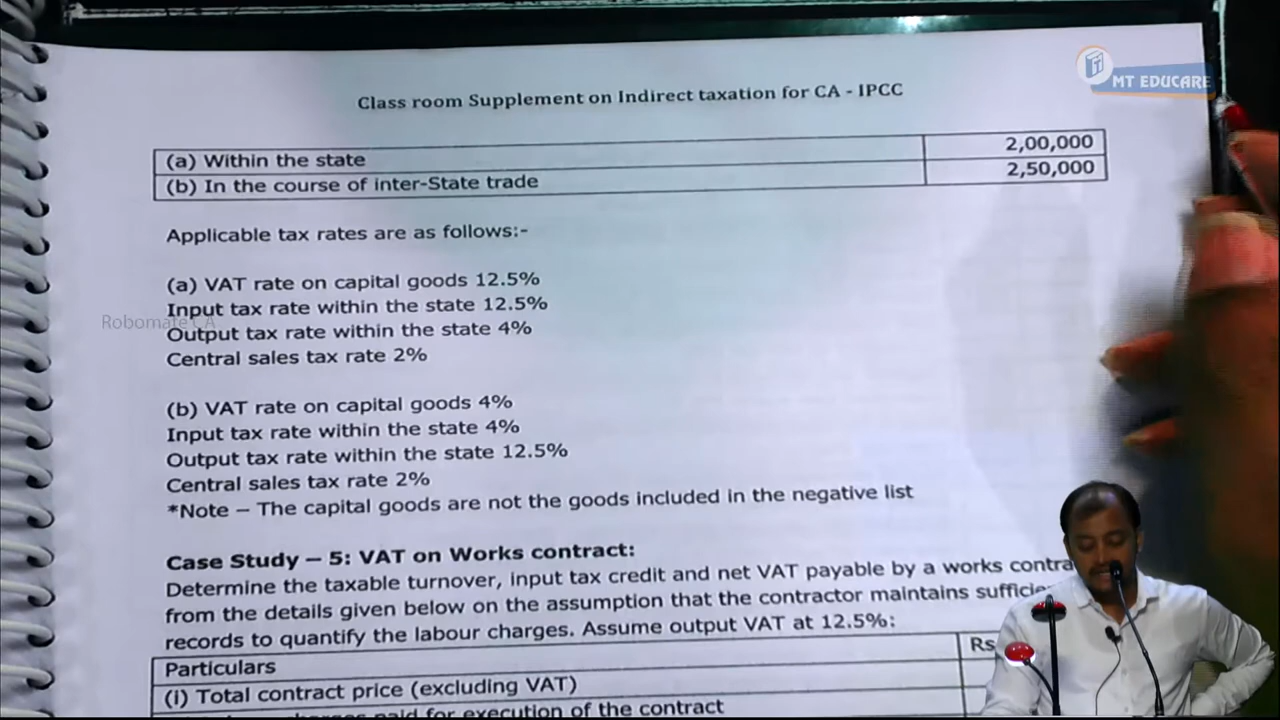 MT EDUCARE
Class room Supplement on Indirect taxation for CA - IPCC
(a) Within the state 2,00,000
(b) In the course of inter-State trade 2,50,000
Applicable tax rates are as follows:-
(a) VAT rate on capital goods 12.5%
Input tax rate within the state 12.5%
Robomate CA
Output tax rate within the state 4%
Central sales tax rate 2%
(b) VAT rate on capital goods 4%
Input tax rate within the state 4%
Output tax rate within the state 12.5%
Central sales tax rate 2%
*Note – The capital goods are not the goods included in the negative list
Case Study – 5: VAT on Works contract:
Determine the taxable turnover, input tax credit and net VAT payable by a works contra
from the details given below on the assumption that the contractor maintains suffici
records to quantify the labour charges. Assume output VAT at 12.5%:
Particulars Rs
(i) Total contract price (excluding VAT)
paid for execution of the contract